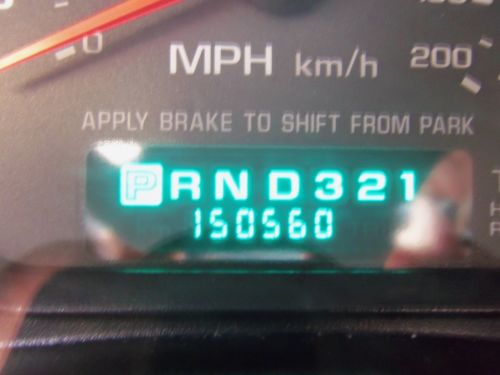 0
MPH km/h 200
APPLY BRAKE TO SHIFT FROM PARK
P R N D 3 2 1
150560